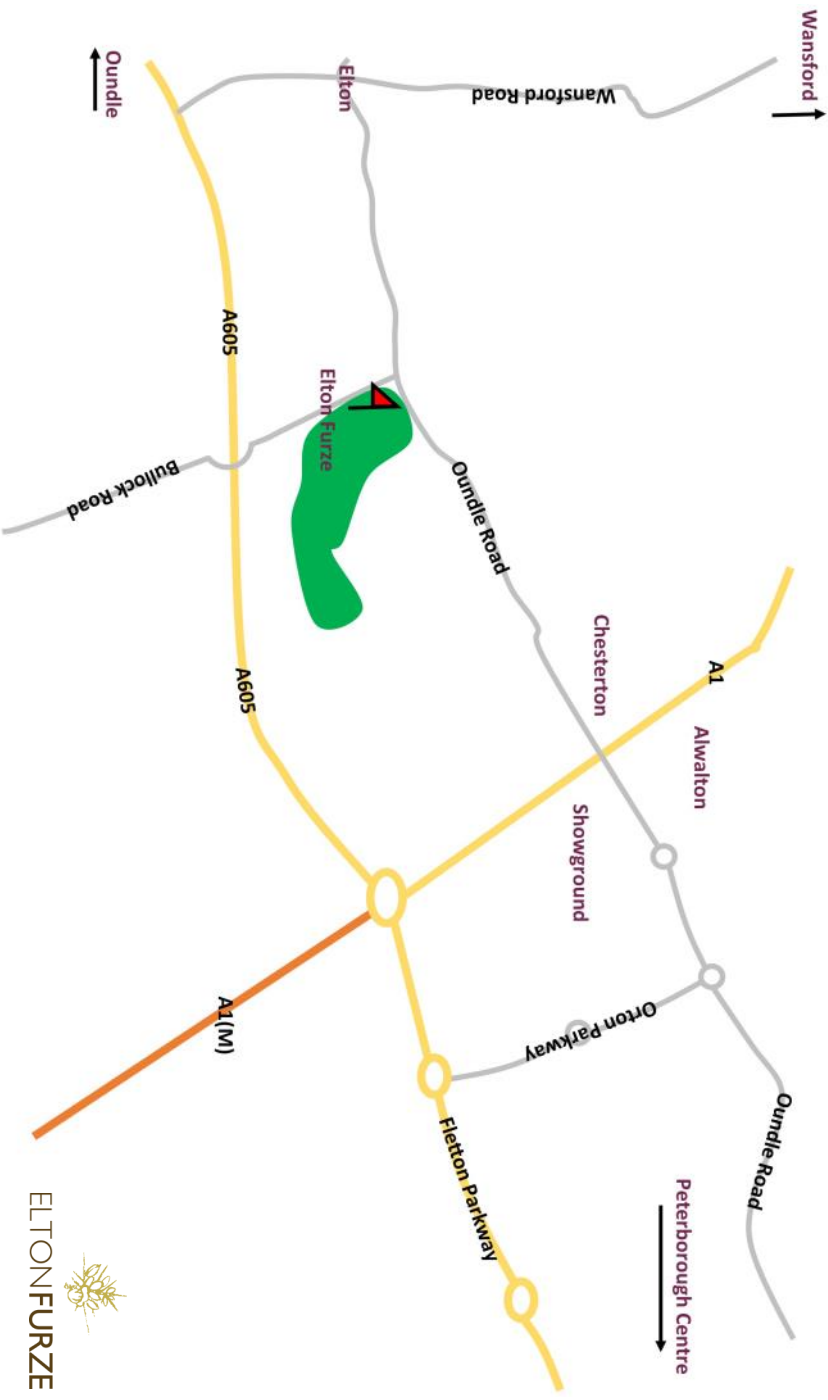 Wansford
Wansford Road
Elton
Oundle
A605
Elton Furze
Bullock Road
Oundle Road
A1
Chesterton
Alwalton
Showground
A605
A1(M)
Orton Parkway
Oundle Road
Fletton Parkway
Peterborough Centre
ELTONFURZE